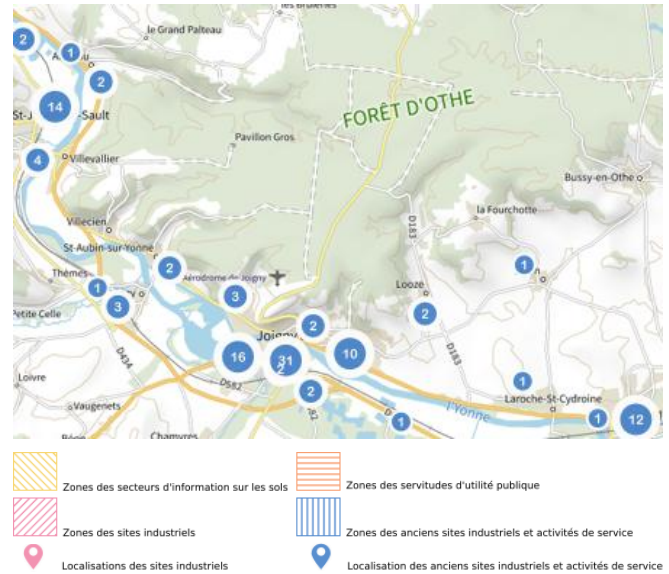 les Bruleries
le Grand Palteau
2
1
2
14
St-J
-Sault
FORÊT D'OTHE
Pavillon Gros
4
Villevallier
Bussy-en-Othe
la Fourchotte
D183
Villecien
St-Aubin-sur-Yonne
2
Aérodrome de Joigny
1
Thèmes
1
3
3
Looze
Petite Celle
2
2
Joigny
16
31
2
10
D434
D183
Loivre
D582
1
2
Laroche-St-Cydroine
Vaugenets
l'Yonne
1
1
12
Chamvres
Zones des secteurs d'information sur les sols
Zones des servitudes d'utilité publique
Zones des sites industriels
Zones des anciens sites industriels et activités de service
Localisations des sites industriels
Localisation des anciens sites industriels et activités de service